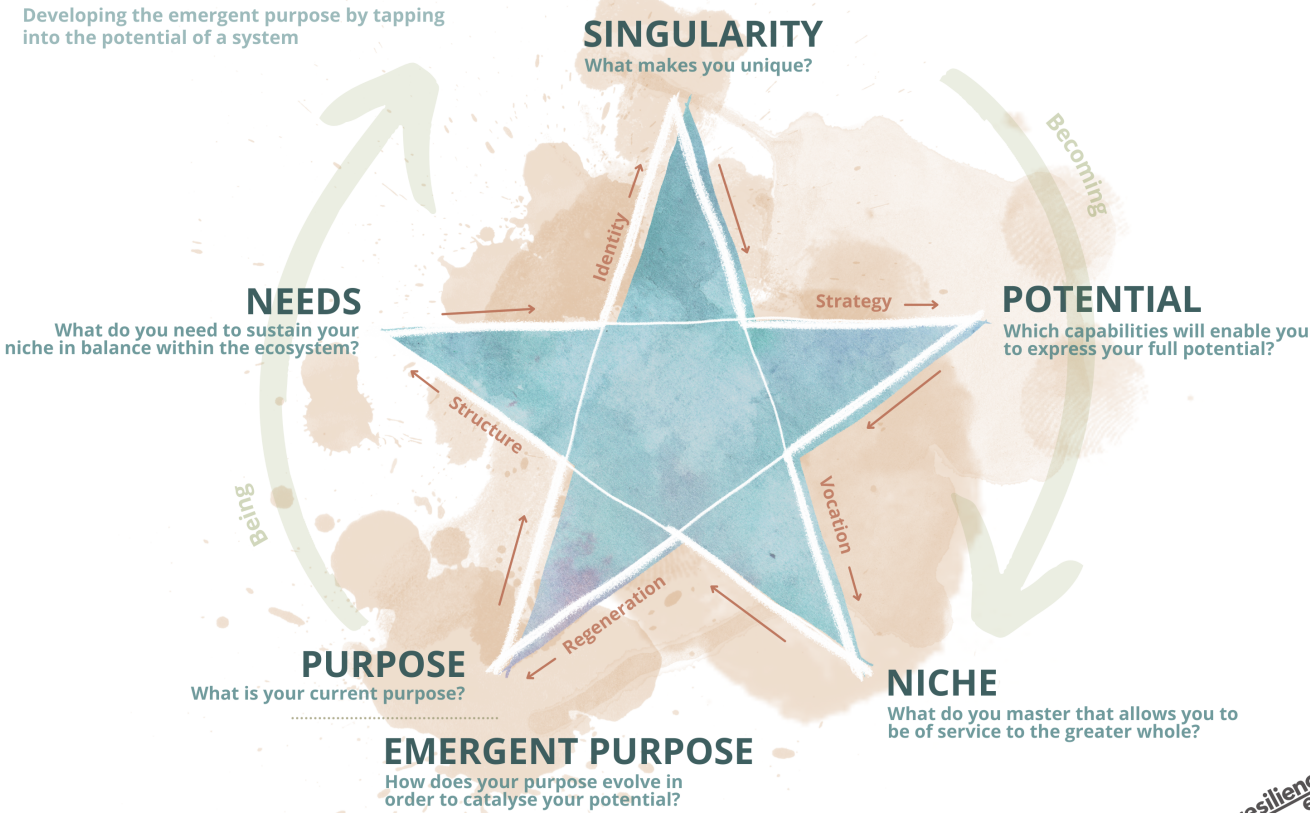 Developing the emergent purpose by tapping
into the potential of a system
SINGULARITY
What makes you unique?
Becoming
Identity
Strategy
NEEDS
What do you need to sustain your
niche in balance within the ecosystem?
POTENTIAL
Which capabilities will enable you
to express your full potential?
Structure
Vocation
Being
Regeneration
PURPOSE
What is your current purpose?
NICHE
What do you master that allows you to
be of service to the greater whole?
EMERGENT PURPOSE
How does your purpose evolve in
order to catalyse your potential?